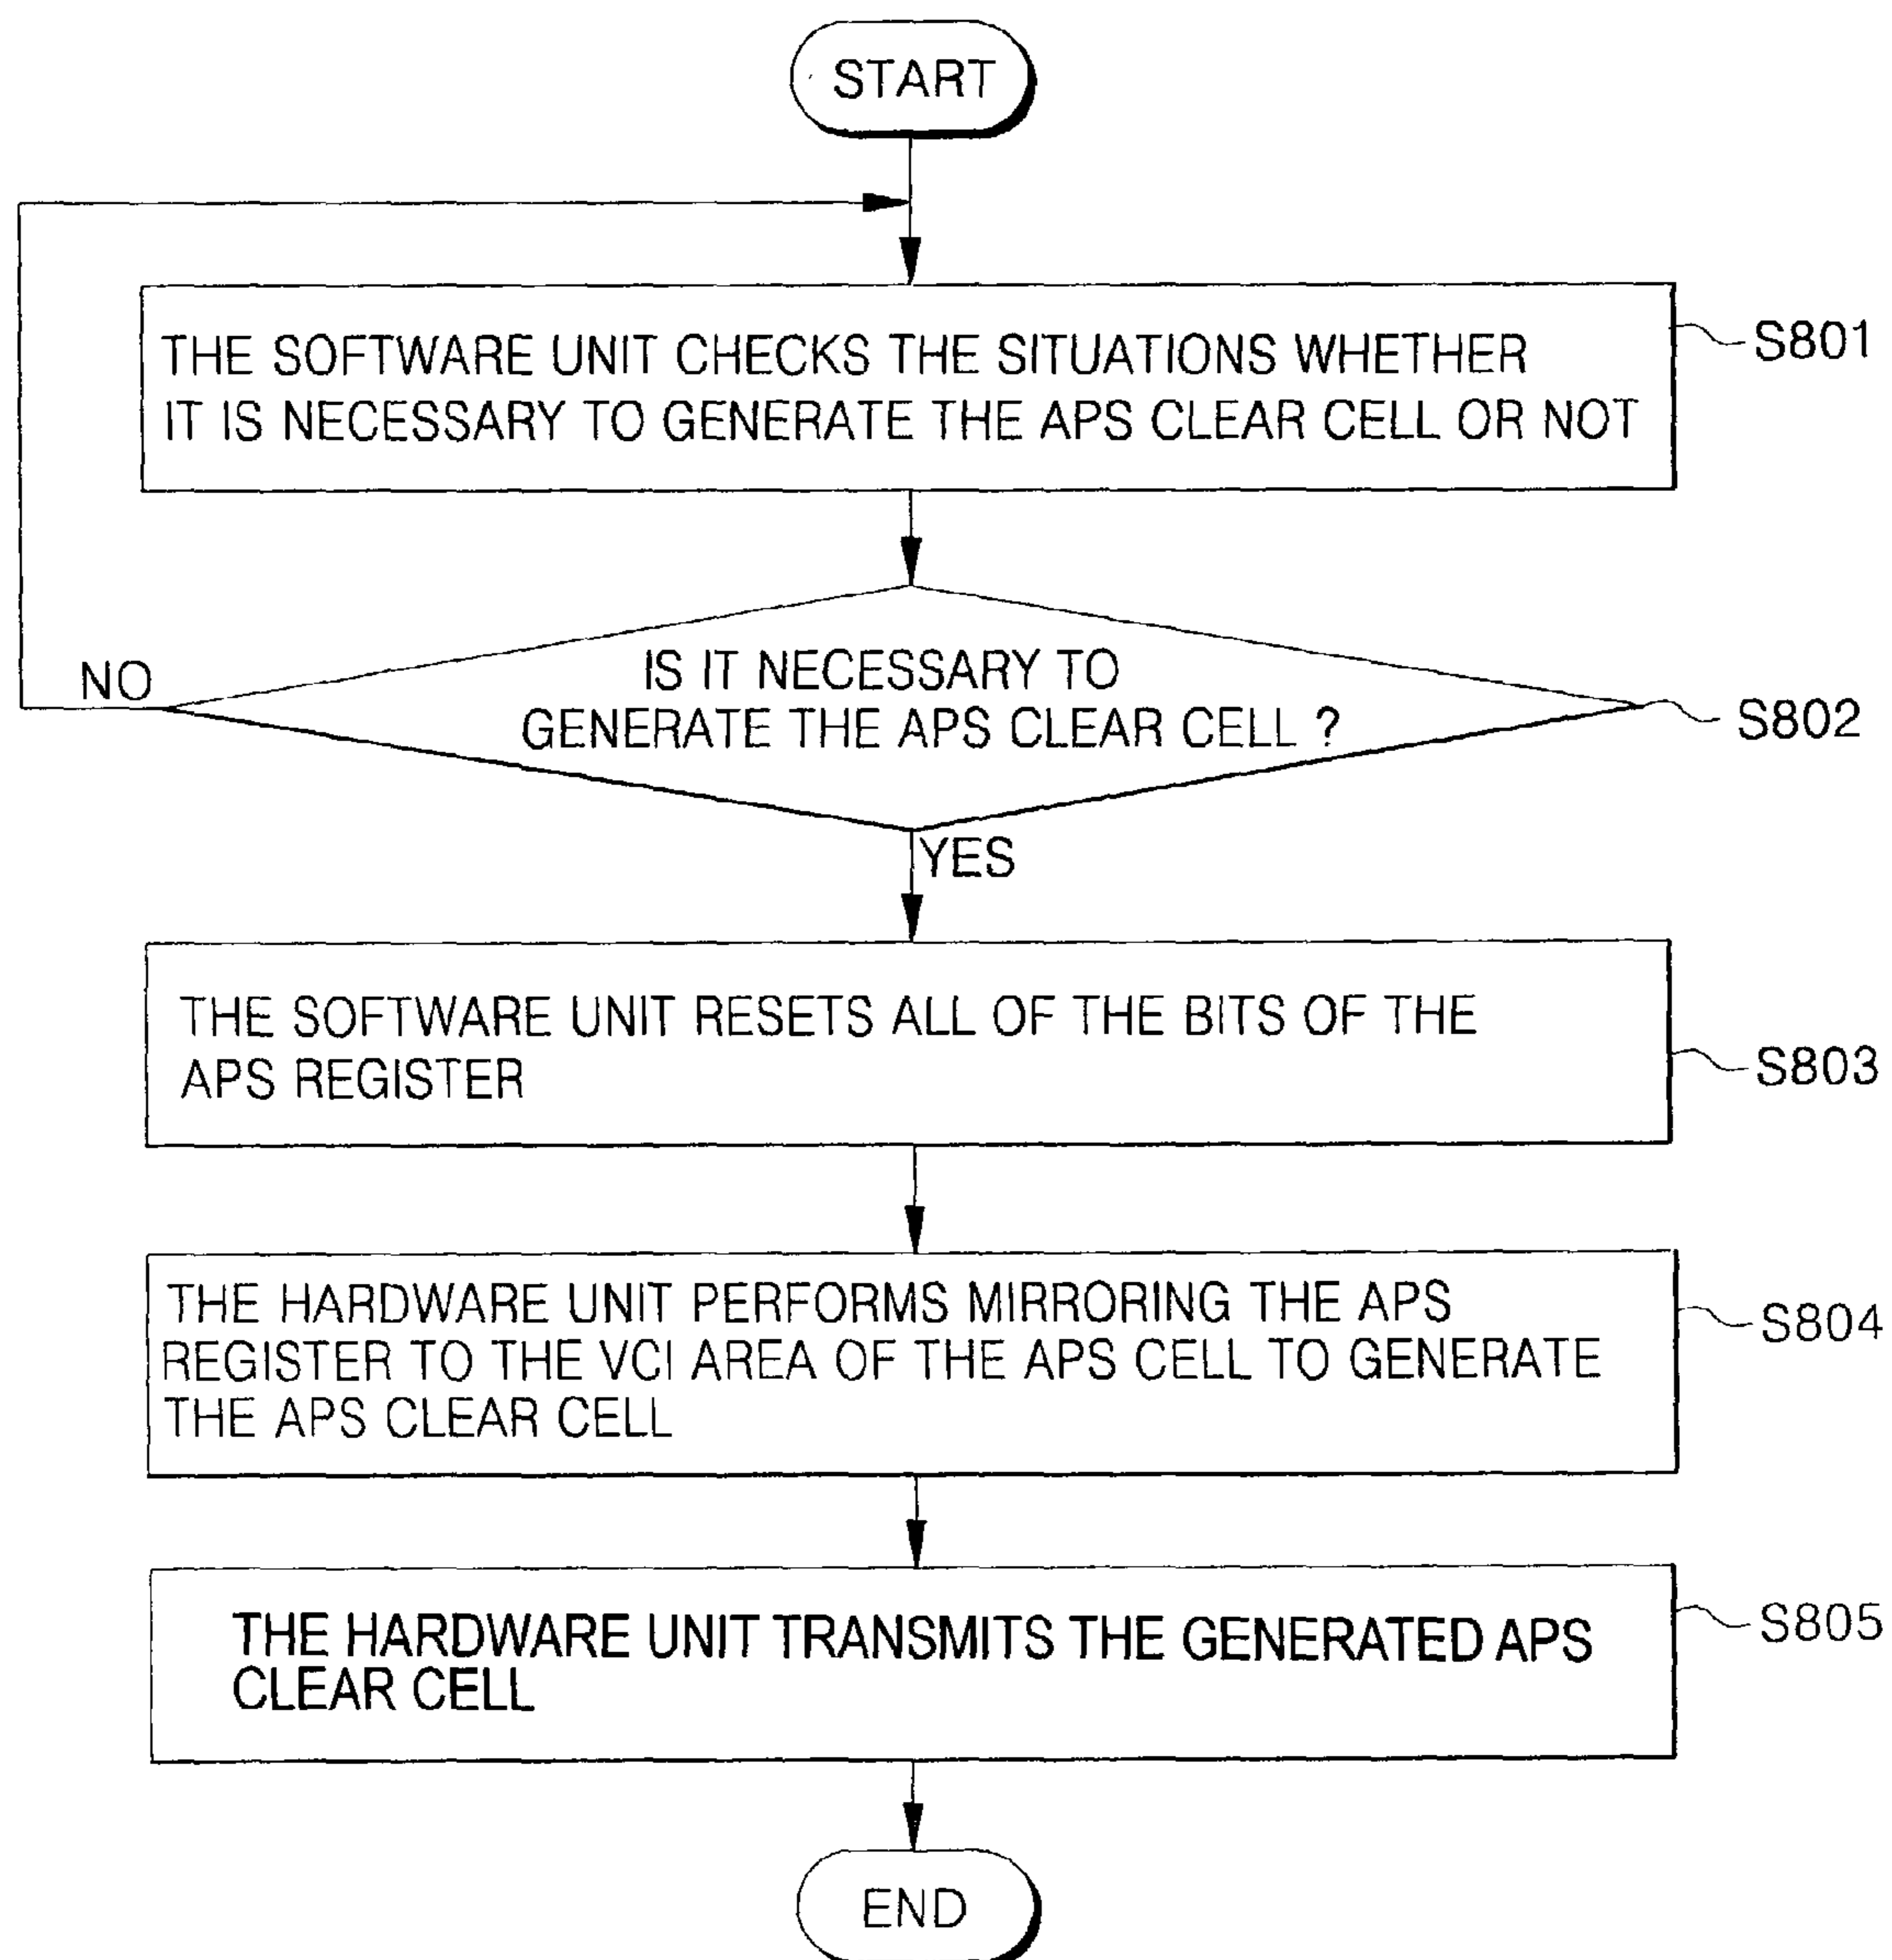 START
THE SOFTWARE UNIT CHECKS THE SITUATIONS WHETHER
IT IS NECESSARY TO GENERATE THE APS CLEAR CELL OR NOT
S801
IS IT NECESSARY TO
GENERATE THE APS CLEAR CELL ?
S802
NO
YES
THE SOFTWARE UNIT RESETS ALL OF THE BITS OF THE
APS REGISTER
S803
THE HARDWARE UNIT PERFORMS MIRRORING THE APS
REGISTER TO THE VCI AREA OF THE APS CELL TO GENERATE
THE APS CLEAR CELL
S804
THE HARDWARE UNIT TRANSMITS THE GENERATED APS
CLEAR CELL
S805
END